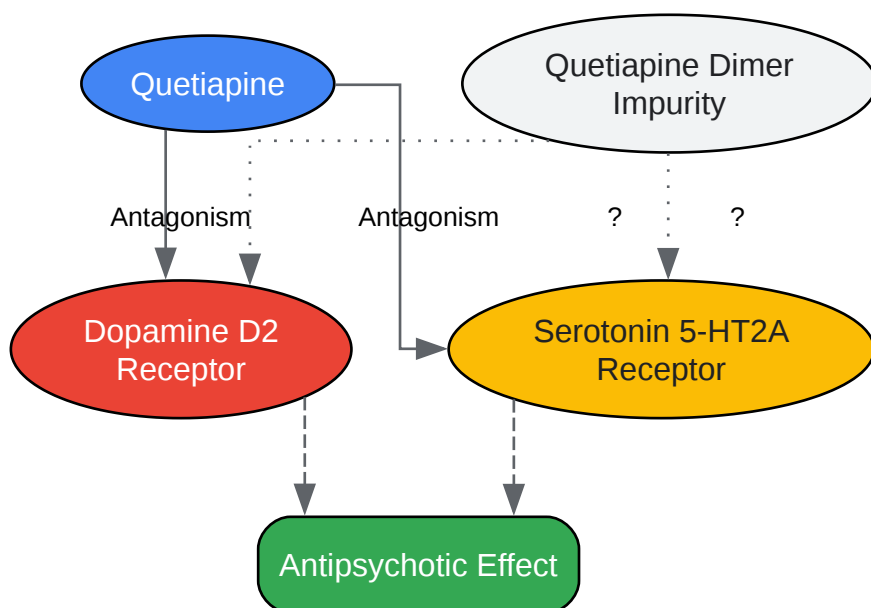 Quetiapine
Quetiapine Dimer
Impurity
Antagonism
Antagonism
?
?
Dopamine D2
Receptor
Serotonin 5-HT2A
Receptor
Antipsychotic Effect